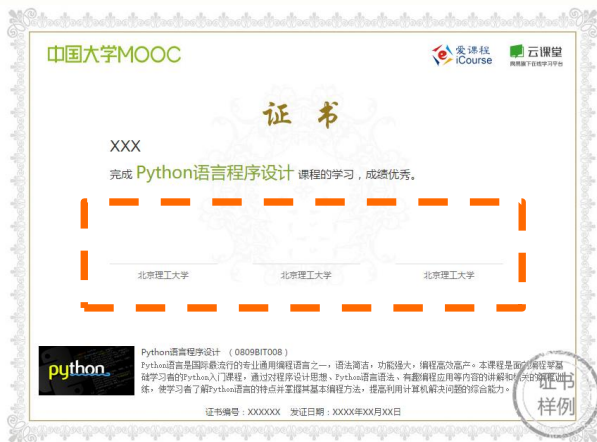 中国大学MOOC
爱课程
iCourse
云课堂
网易旗下在线学习平台
证书
XXX
完成 Python语言程序设计 课程的学习，成绩优秀。
北京理工大学 北京理工大学 北京理工大学
python
Python语言程序设计 （0809BIT008）
Python语言是国际最流行的专业通用编程语言之一，语法简洁，功能强大，编程高效高产。本课程是面向编程零基
础学习者的Python入门课程，通过对程序设计思想、Python语言语法、有趣编程应用等内容的讲解和相关的编程训
练，使学习者了解Python语言的特点并掌握其基本编程方法，提高利用计算机解决问题的综合能力。
证书编号：XXXXXX 发证日期：XXXX年XX月XX日
证书
样例